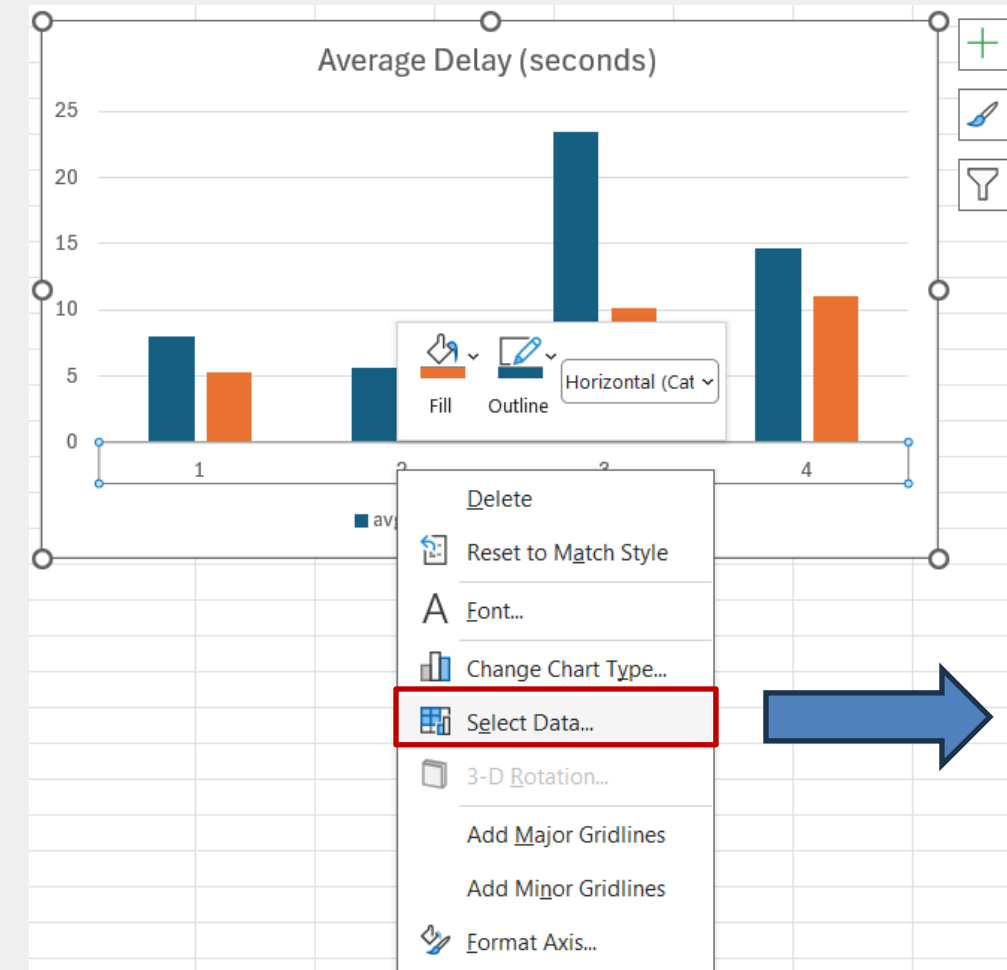 Average Delay (seconds)
25
20
15
10
5
0
Fill
Outline
Horizontal (Cat
1
4
Delete
Reset to Match Style
Font...
Change Chart Type...
Select Data...
3-D Rotation...
Add Major Gridlines
Add Minor Gridlines
Format Axis...